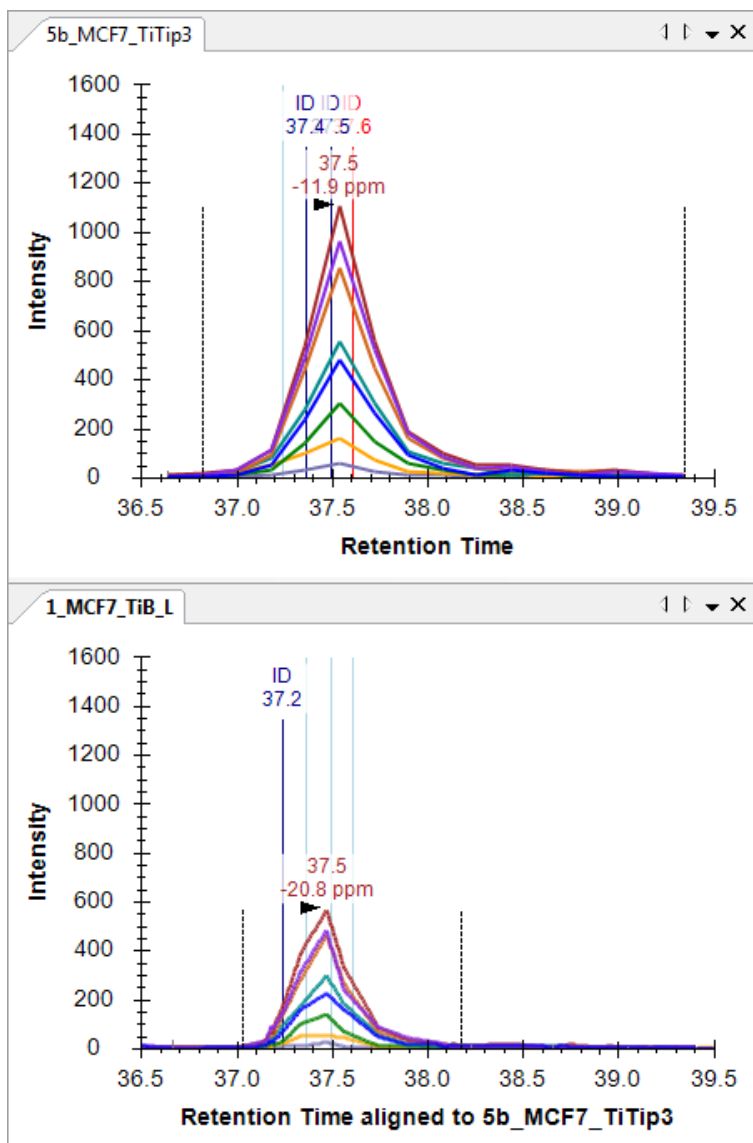 5b_MCF7_TiTip3
1600
1400
1200
1000
800
600
400
200
0
Intensity
ID ID ID
37.4 37.5 37.6
37.5
-11.9 ppm
36.5 37.0 37.5 38.0 38.5 39.0 39.5
Retention Time
1_MCF7_TiB_L
1600
1400
1200
1000
800
600
400
200
0
Intensity
ID
37.2
37.5
-20.8 ppm
36.5 37.0 37.5 38.0 38.5 39.0 39.5
Retention Time aligned to 5b_MCF7_TiTip3